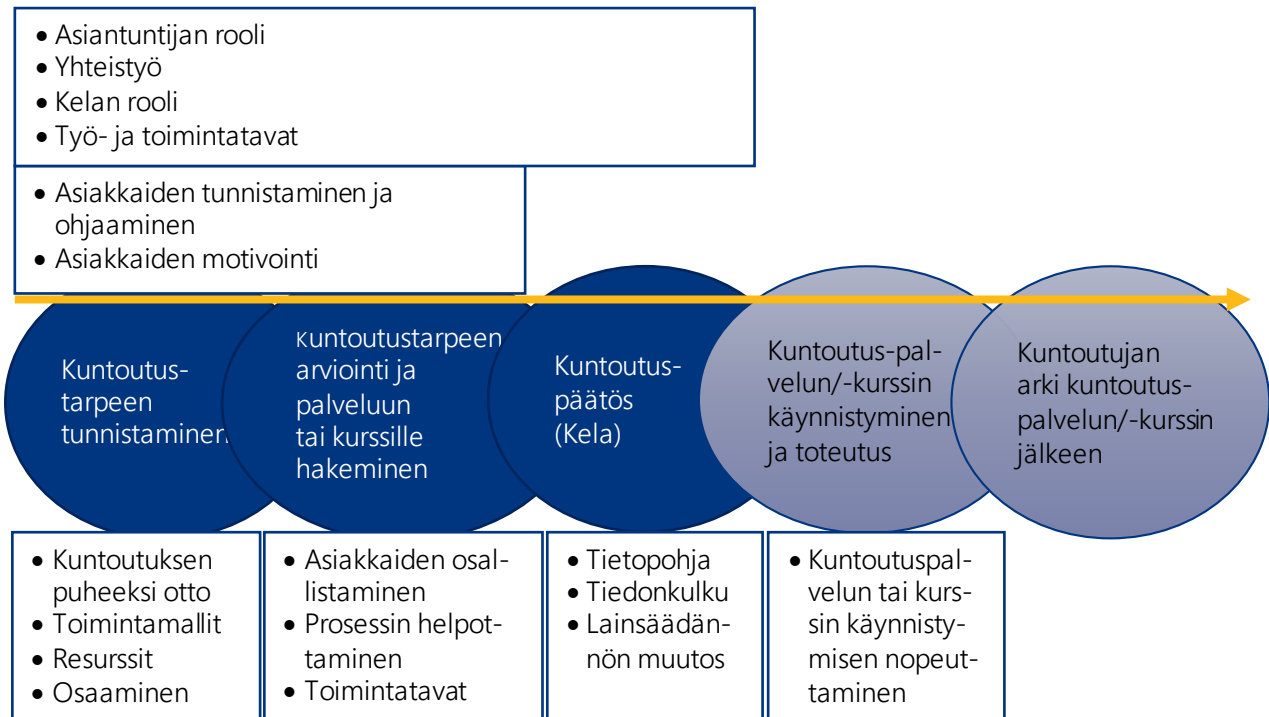 • Asiantuntijan rooli
• Yhteistyö
• Kelan rooli
• Työ- ja toimintatavat
• Asiakkaiden tunnistaminen ja
ohjaaminen
• Asiakkaiden motivointi
Kuntoutus-
tarpeen
tunnistaminen
Kuntoutustarpeen
arviointi ja
palveluun
tai kurssille
hakeminen
Kuntoutus-
päätös
(Kela)
Kuntoutus-pal-
velun/-kurssin
käynnistyminen
ja toteutus
Kuntoutujan
arki kuntoutus-
palvelun/-kurssin
jälkeen
• Kuntoutuksen
puheeksi otto
• Toimintamallit
• Resurssit
• Osaaminen
• Asiakkaiden osal-
listaminen
• Prosessin helpot-
taminen
• Toimintatavat
• Tietopohja
• Tiedonkulku
• Lainsäädän-
nön muutos
• Kuntoutuspal-
velun tai kurs-
sin käynnisty-
misen nopeut-
taminen